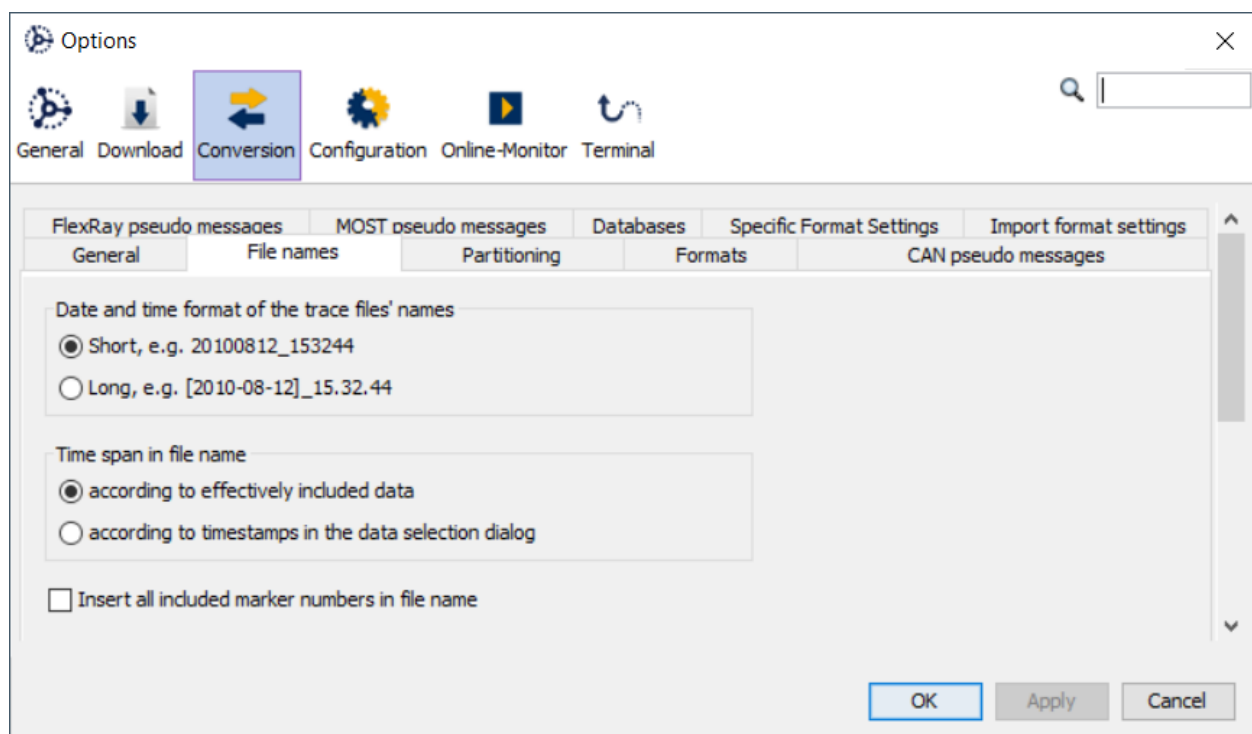 Options
General Download Conversion Configuration Online-Monitor Terminal
FlexRay pseudo messages MOST pseudo messages Databases Specific Format Settings Import format settings
General File names Partitioning Formats CAN pseudo messages
Date and time format of the trace files' names
Short, e.g. 20100812_153244
Long, e.g. [2010-08-12]_15.32.44
Time span in file name
according to effectively included data
according to timestamps in the data selection dialog
Insert all included marker numbers in file name
OK Apply Cancel